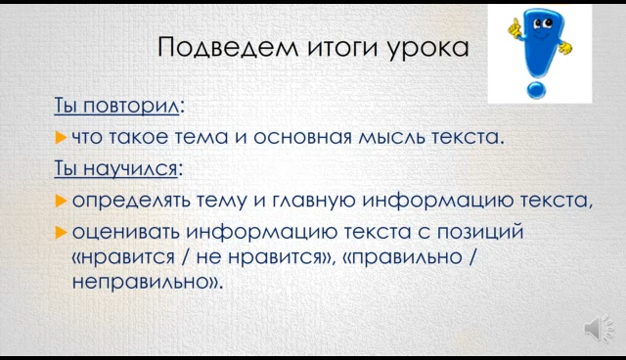 Подведем итоги урока
Ты повторил:
что такое тема и основная мысль текста.
Ты научился:
определять тему и главную информацию текста,
оценивать информацию текста с позиций
«нравится / не нравится», «правильно /
неправильно».